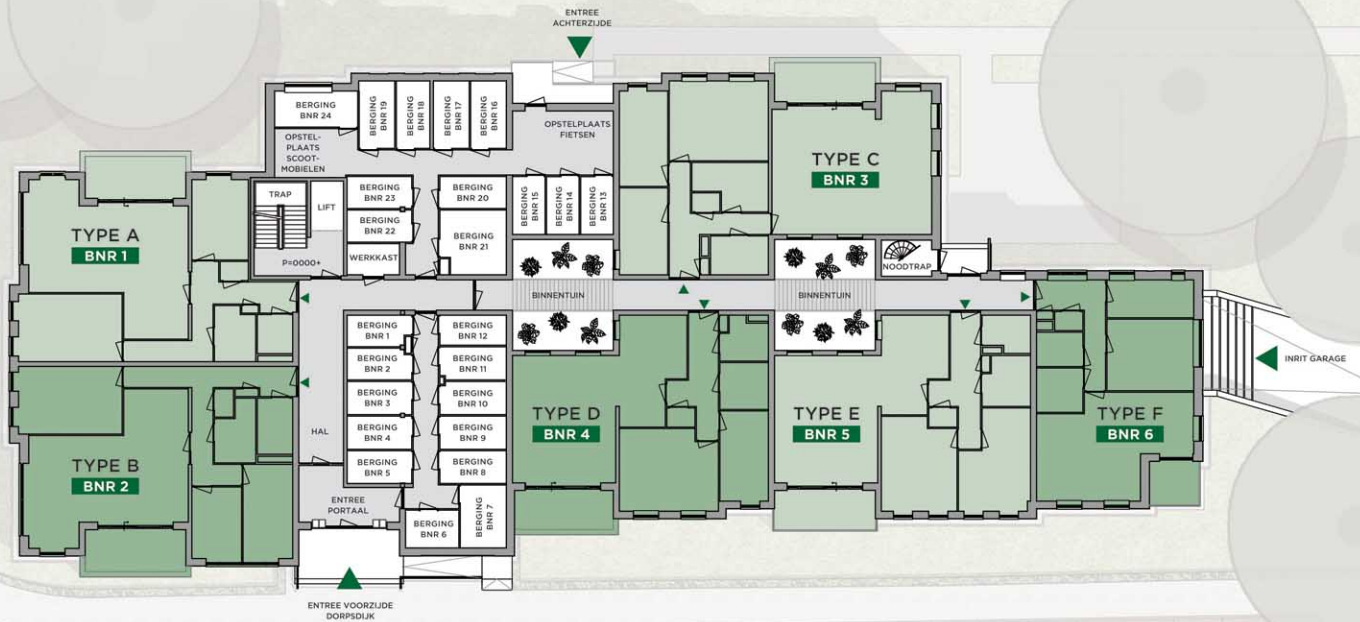 ENTREE
ACHTERZIJDE
BERGING
BNR 24
BERGING
BNR 19
BERGING
BNR 18
BERGING
BNR 17
BERGING
BNR 16
OPSTELPLAATS
FIETSEN
OPSTEL-
PLAATS
SCOOT-
MOBIELEN
TYPE C
BNR 3
TRAP
LIFT
BERGING
BNR 23
BERGING
BNR 20
BERGING
BNR 15
BERGING
BNR 14
BERGING
BNR 13
BERGING
BNR 22
BERGING
BNR 21
TYPE A
BNR 1
P=0000+
WERKKAST
NOODTRAP
BINNENTUIN
BINNENTUIN
BERGING
BNR 1
BERGING
BNR 12
BERGING
BNR 2
BERGING
BNR 11
INRIT GARAGE
BERGING
BNR 3
BERGING
BNR 10
TYPE D
BNR 4
TYPE E
BNR 5
TYPE F
BNR 6
HAL
BERGING
BNR 4
BERGING
BNR 9
TYPE B
BNR 2
BERGING
BNR 5
BERGING
BNR 8
ENTREE
PORTAAL
BERGING
BNR 6
BERGING
BNR 7
ENTREE VOORZIJDE
DORPSDIJK